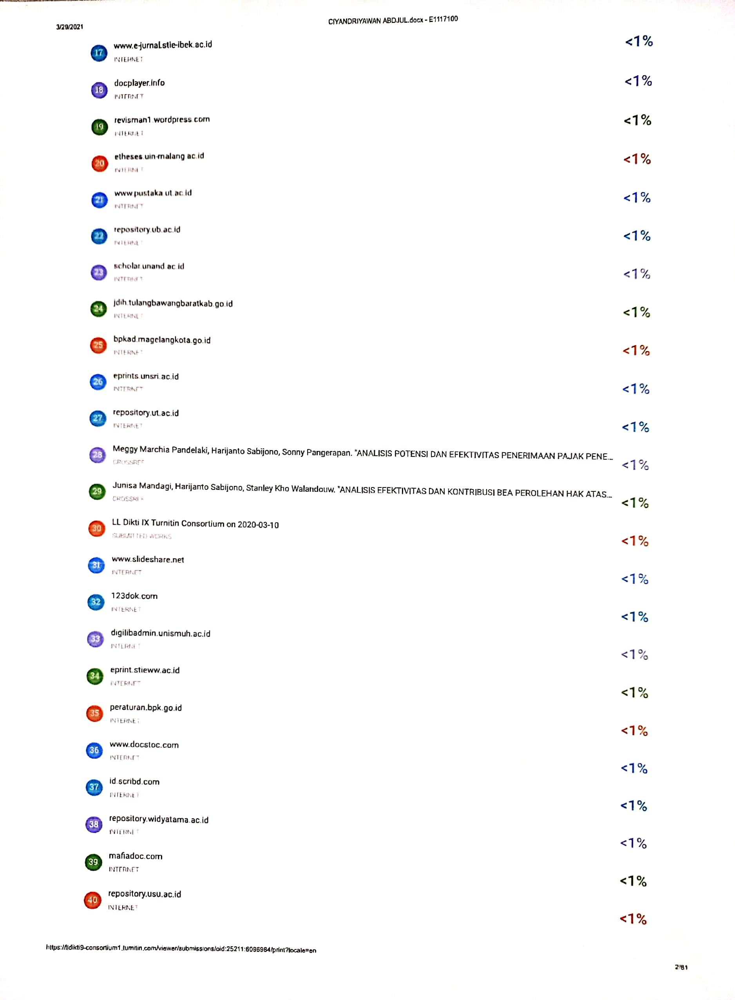 3/29/2021
CIYANDRIYAWAN ABDJUL.docx - E1117100
17 www.e-jurnal.stie-ibek.ac.id <1%
INTERNET
18 docplayer.info <1%
INTERNET
19 revisman1.wordpress.com <1%
INTERNET
20 etheses.uin-malang.ac.id <1%
INTERNET
21 www.pustaka.ut.ac.id <1%
INTERNET
22 repository.ub.ac.id <1%
INTERNET
23 scholar.unand.ac.id <1%
INTERNET
24 jdih.tulangbawangbaratkab.go.id <1%
INTERNET
25 bpkad.magelangkota.go.id <1%
INTERNET
26 eprints.unsri.ac.id <1%
INTERNET
27 repository.ut.ac.id <1%
INTERNET
28 Meggy Marchia Pandelaki, Harijanto Sabijono, Sonny Pangerapan. "ANALISIS POTENSI DAN EFEKTIVITAS PENERIMAAN PAJAK PENE... <1%
CROSSREF
29 Junisa Mandagi, Harijanto Sabijono, Stanley Kho Walandouw. "ANALISIS EFEKTIVITAS DAN KONTRIBUSI BEA PEROLEHAN HAK ATAS... <1%
CROSSREF
30 LL Dikti IX Turnitin Consortium on 2020-03-10 <1%
SUBMITTED WORKS
31 www.slideshare.net <1%
INTERNET
32 123dok.com <1%
INTERNET
33 digilibadmin.unismuh.ac.id <1%
INTERNET
34 eprint.stieww.ac.id <1%
INTERNET
35 peraturan.bpk.go.id <1%
INTERNET
36 www.docstoc.com <1%
INTERNET
37 id.scribd.com <1%
INTERNET
38 repository.widyatama.ac.id <1%
INTERNET
39 mafiadoc.com <1%
INTERNET
40 repository.usu.ac.id <1%
INTERNET
https://lldikti9-consortium1.turnitin.com/viewer/submissions/oid:25211:6096984/print?locale=en
2/81